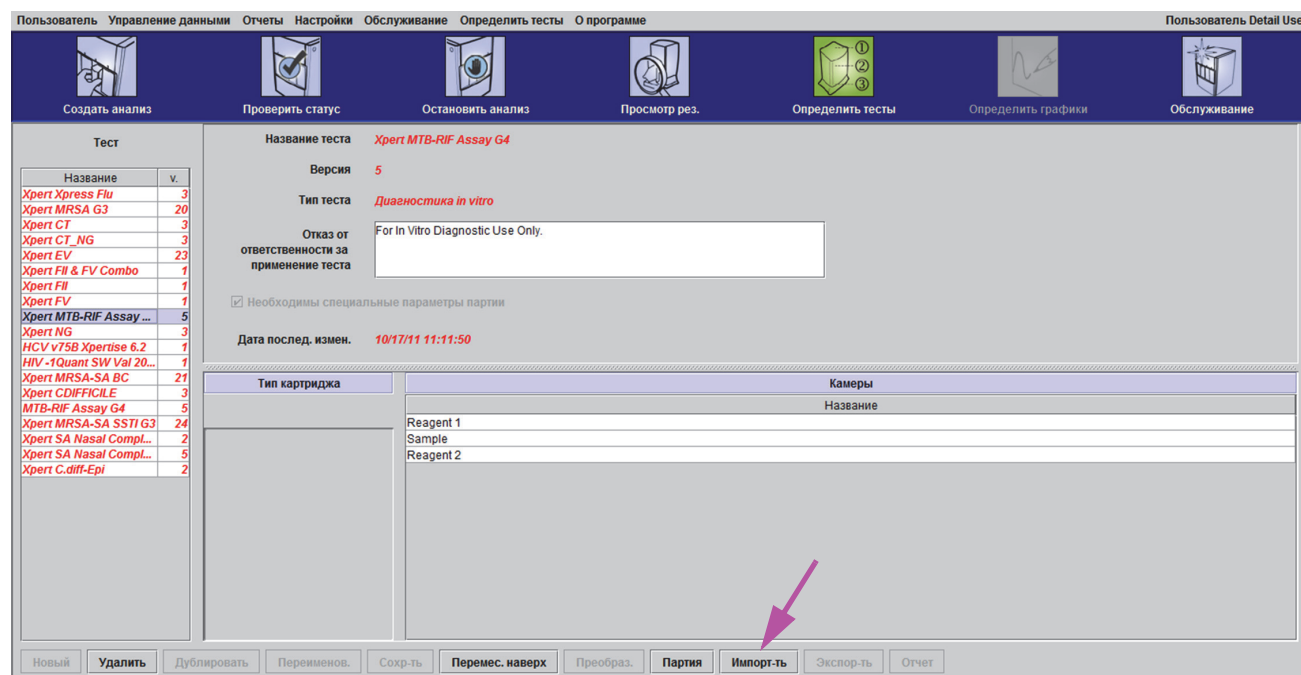 Пользователь Управление данными Отчеты Настройки Обслуживание Определить тесты О программе Пользователь Detail Use
Создать анализ Проверить статус Остановить анализ Просмотр рез. Определить тесты Определить графики Обслуживание
1
2
3
Тест
Название v.
Xpert Xpress Flu 3
Xpert MRSA G3 20
Xpert CT 3
Xpert CT_NG 3
Xpert EV 23
Xpert FII & FV Combo 1
Xpert FII 1
Xpert FV 1
Xpert MTB-RIF Assay ... 5
Xpert NG 3
HCV v75B Xpertise 6.2 1
HIV -1Quant SW Val 20... 1
Xpert MRSA-SA BC 21
Xpert CDIFFICILE 3
MTB-RIF Assay G4 5
Xpert MRSA-SA SSTI G3 24
Xpert SA Nasal Compl... 2
Xpert SA Nasal Compl... 5
Xpert C.diff-Epi 2
Название теста Xpert MTB-RIF Assay G4
Версия 5
Тип теста Диагностика in vitro
Отказ от
ответственности за
применение теста
For In Vitro Diagnostic Use Only.
Необходимы специальные параметры партии
Дата послед. измен. 10/17/11 11:11:50
Тип картриджа
Камеры
Название
Reagent 1
Sample
Reagent 2
Новый Удалить Дублировать Переименов. Сохр-ть Перемес. наверх Преобраз. Партия Импорт-ть Экспор-ть Отчет